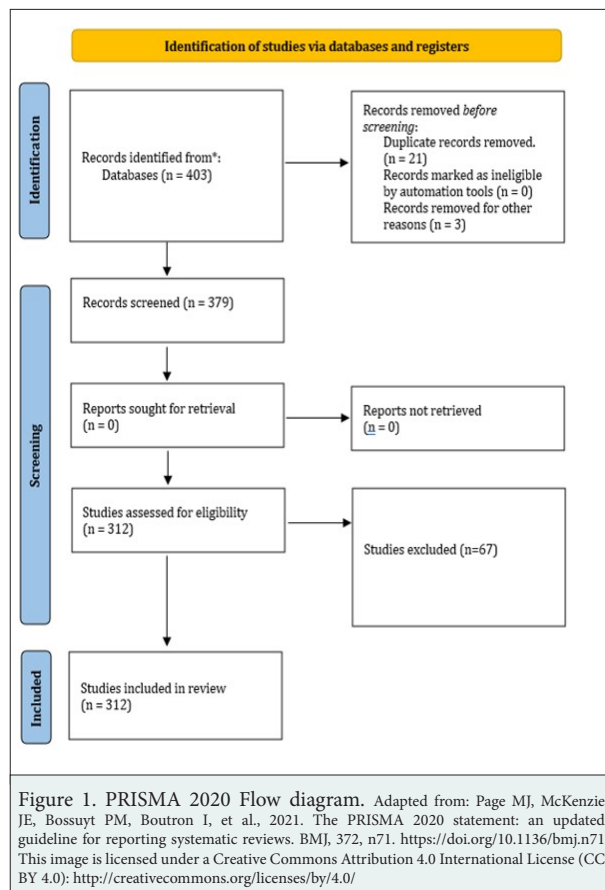 Identification of studies via databases and registers
Identification
Records identified from*:
Databases (n = 403)
Records removed before
screening:
Duplicate records removed.
(n = 21)
Records marked as ineligible
by automation tools (n = 0)
Records removed for other
reasons (n = 3)
Screening
Records screened (n = 379)
Reports sought for retrieval
(n = 0)
Reports not retrieved
(n = 0)
Studies assessed for eligibility
(n = 312)
Studies excluded (n=67)
Included
Studies included in review
(n = 312)
Figure 1. PRISMA 2020 Flow diagram. Adapted from: Page MJ, McKenzie
JE, Bossuyt PM, Boutron I, et al., 2021. The PRISMA 2020 statement: an updated
guideline for reporting systematic reviews. BMJ, 372, n71. https://doi.org/10.1136/bmj.n71
This image is licensed under a Creative Commons Attribution 4.0 International License (CC
BY 4.0): http://creativecommons.org/licenses/by/4.0/